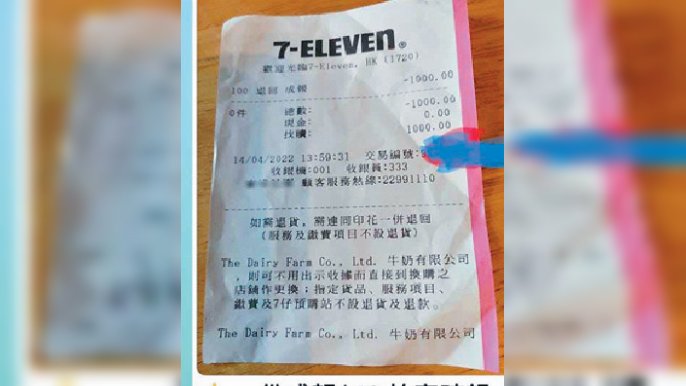 7-ELEVEN®
歡迎光臨7-Eleven, HK (1720)
100 退回 成報 -1000.00
0件 總數: -1000.00
現金: 0.00
找續: 1000.00
14/04/2022 13:59:31 交易編號:
收銀機:001 收銀員:333
顧客服務熱線:22991110
如需退貨, 需連同印花一併退回
(服務及繳費項目不設退貨)
The Dairy Farm Co., Ltd. 牛奶有限公司
, 則可不用出示收據而直接到換購之
店舖作更換; 指定貨品、服務項目、
繳費及7仔預購站不設退貨及退款。
The Dairy Farm Co., Ltd. 牛奶有限公司